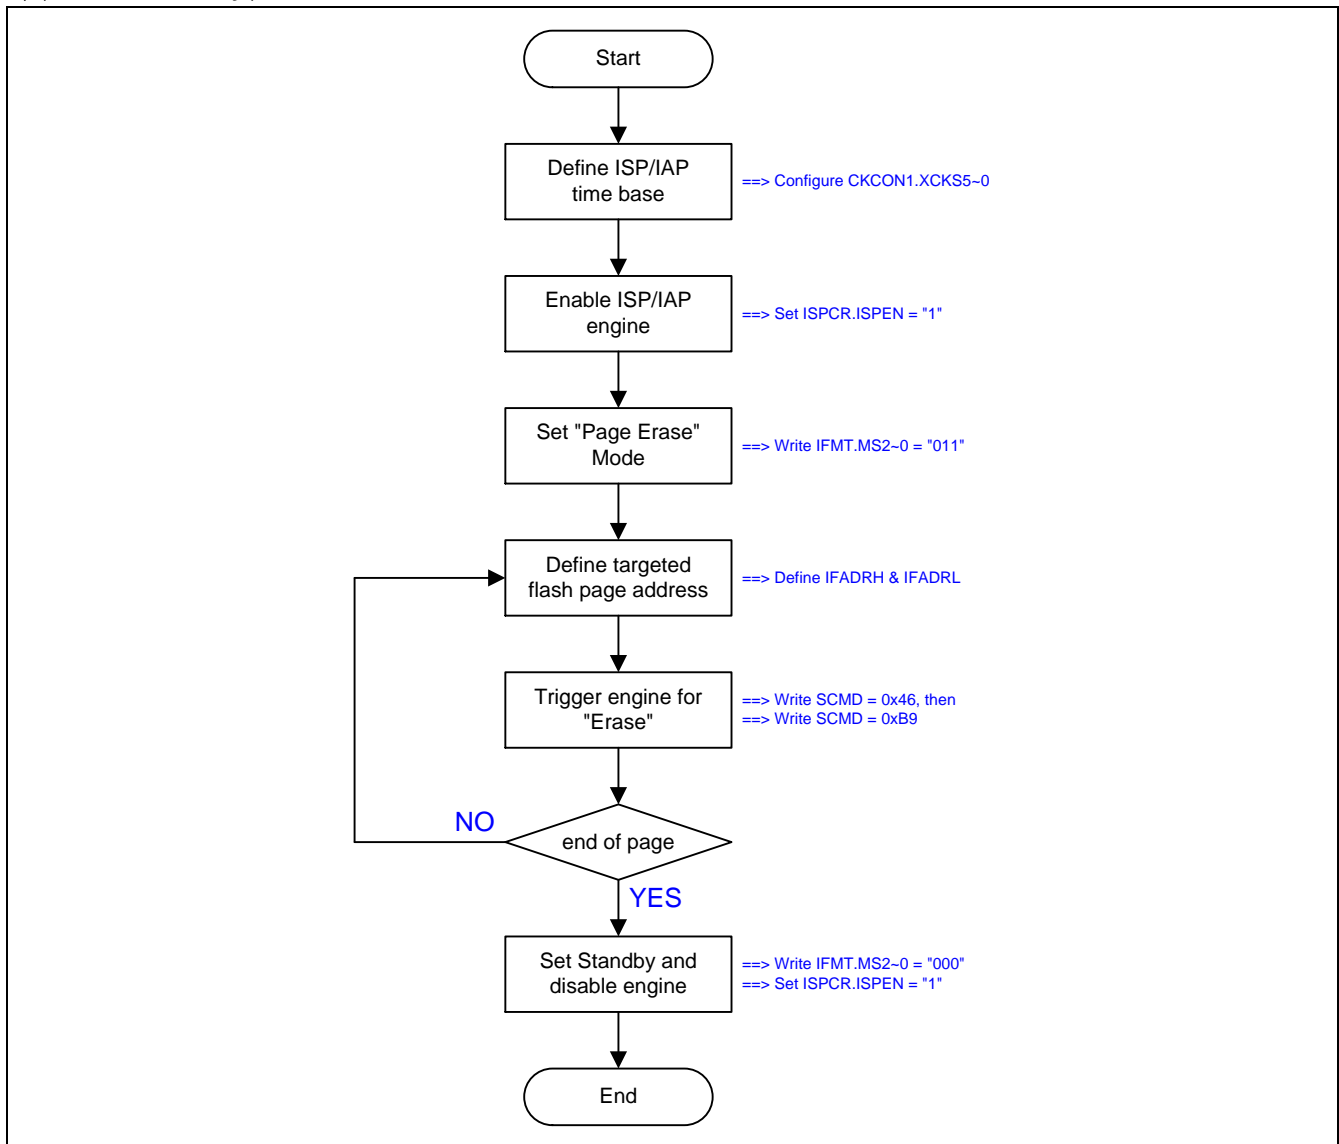 Start
Define ISP/IAP
time base
==> Configure CKCON1.XCKS5~0
Enable ISP/IAP
engine
==> Set ISPCR.ISPEN = "1"
Set "Page Erase"
Mode
==> Write IFMT.MS2~0 = "011"
Define targeted
flash page address
==> Define IFADRH & IFADRL
Trigger engine for
"Erase"
==> Write SCMD = 0x46, then
==> Write SCMD = 0xB9
NO
end of page
YES
Set Standby and
disable engine
==> Write IFMT.MS2~0 = "000"
==> Set ISPCR.ISPEN = "1"
End